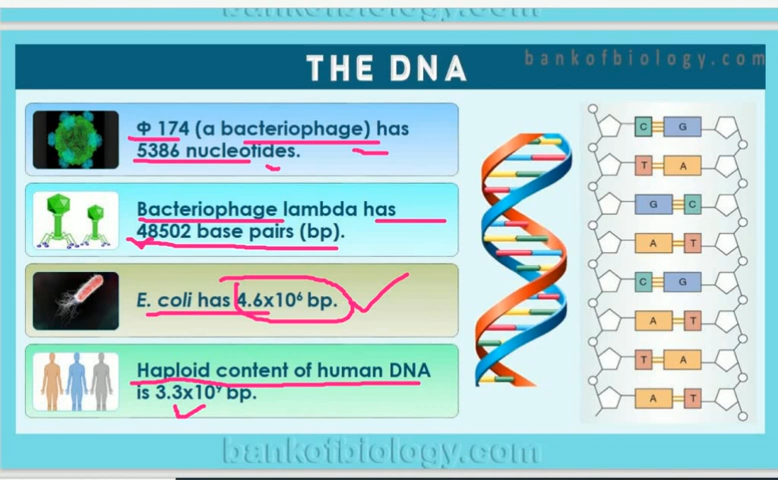 bankofbiology.com
THE DNA
bankofbiology.com
Φ 174 (a bacteriophage) has
5386 nucleotides.
Bacteriophage lambda has
48502 base pairs (bp).
E. coli has 4.6x10⁶ bp.
Haploid content of human DNA
is 3.3x10⁹ bp.
C G
T A
G C
A T
C G
A T
T A
A T
bankofbiology.com